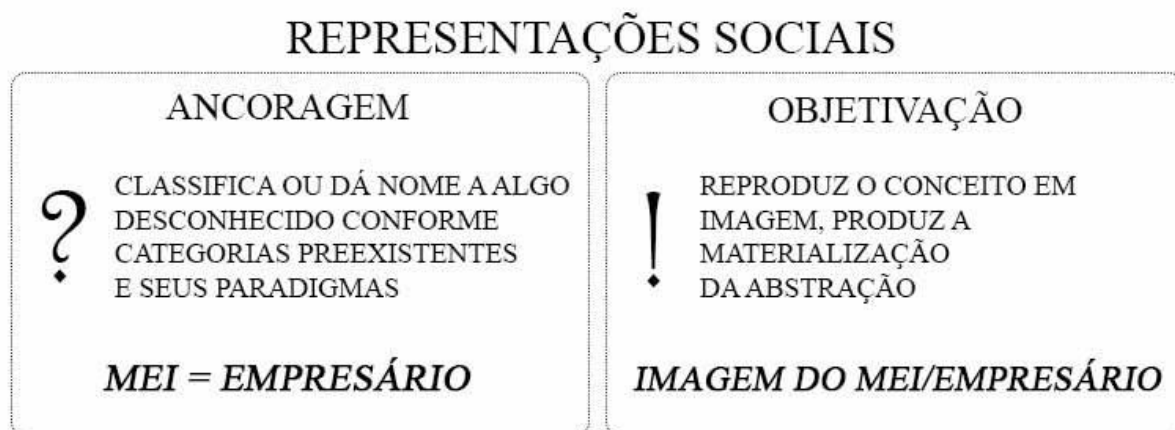 REPRESENTAÇÕES SOCIAIS
ANCORAGEM
?
CLASSIFICA OU DÁ NOME A ALGO
DESCONHECIDO CONFORME
CATEGORIAS PREEXISTENTES
E SEUS PARADIGMAS
MEI = EMPRESÁRIO
OBJETIVAÇÃO
!
REPRODUZ O CONCEITO EM
IMAGEM, PRODUZ A
MATERIALIZAÇÃO
DA ABSTRAÇÃO
IMAGEM DO MEI/EMPRESÁRIO